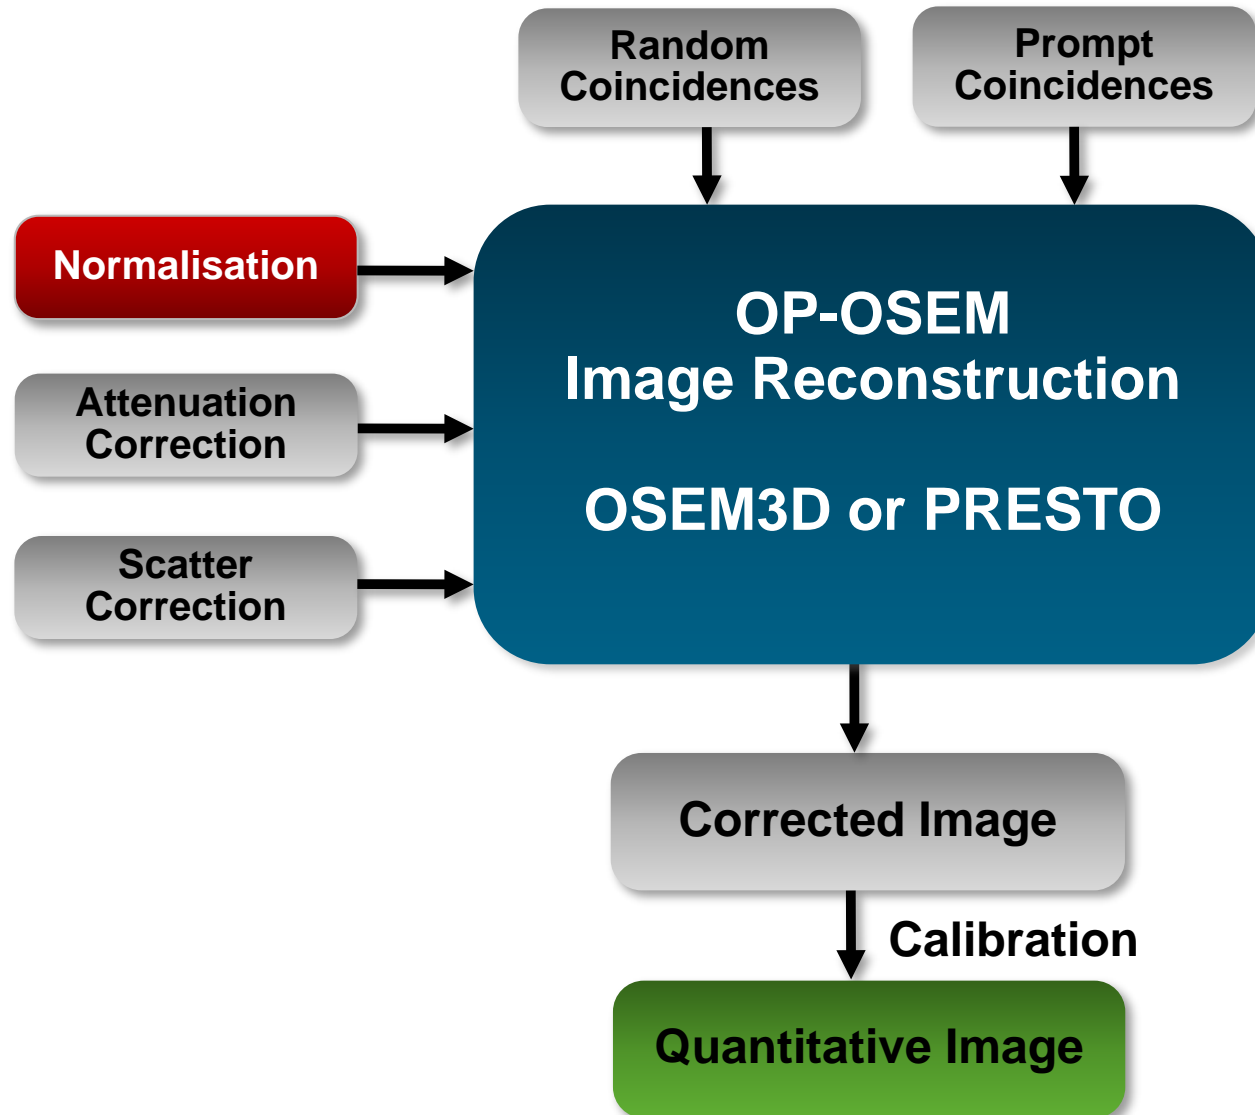 Random
Coincidences
Prompt
Coincidences
Normalisation
Attenuation
Correction
Scatter
Correction
OP-OSEM
Image Reconstruction
OSEM3D or PRESTO
Corrected Image
Calibration
Quantitative Image